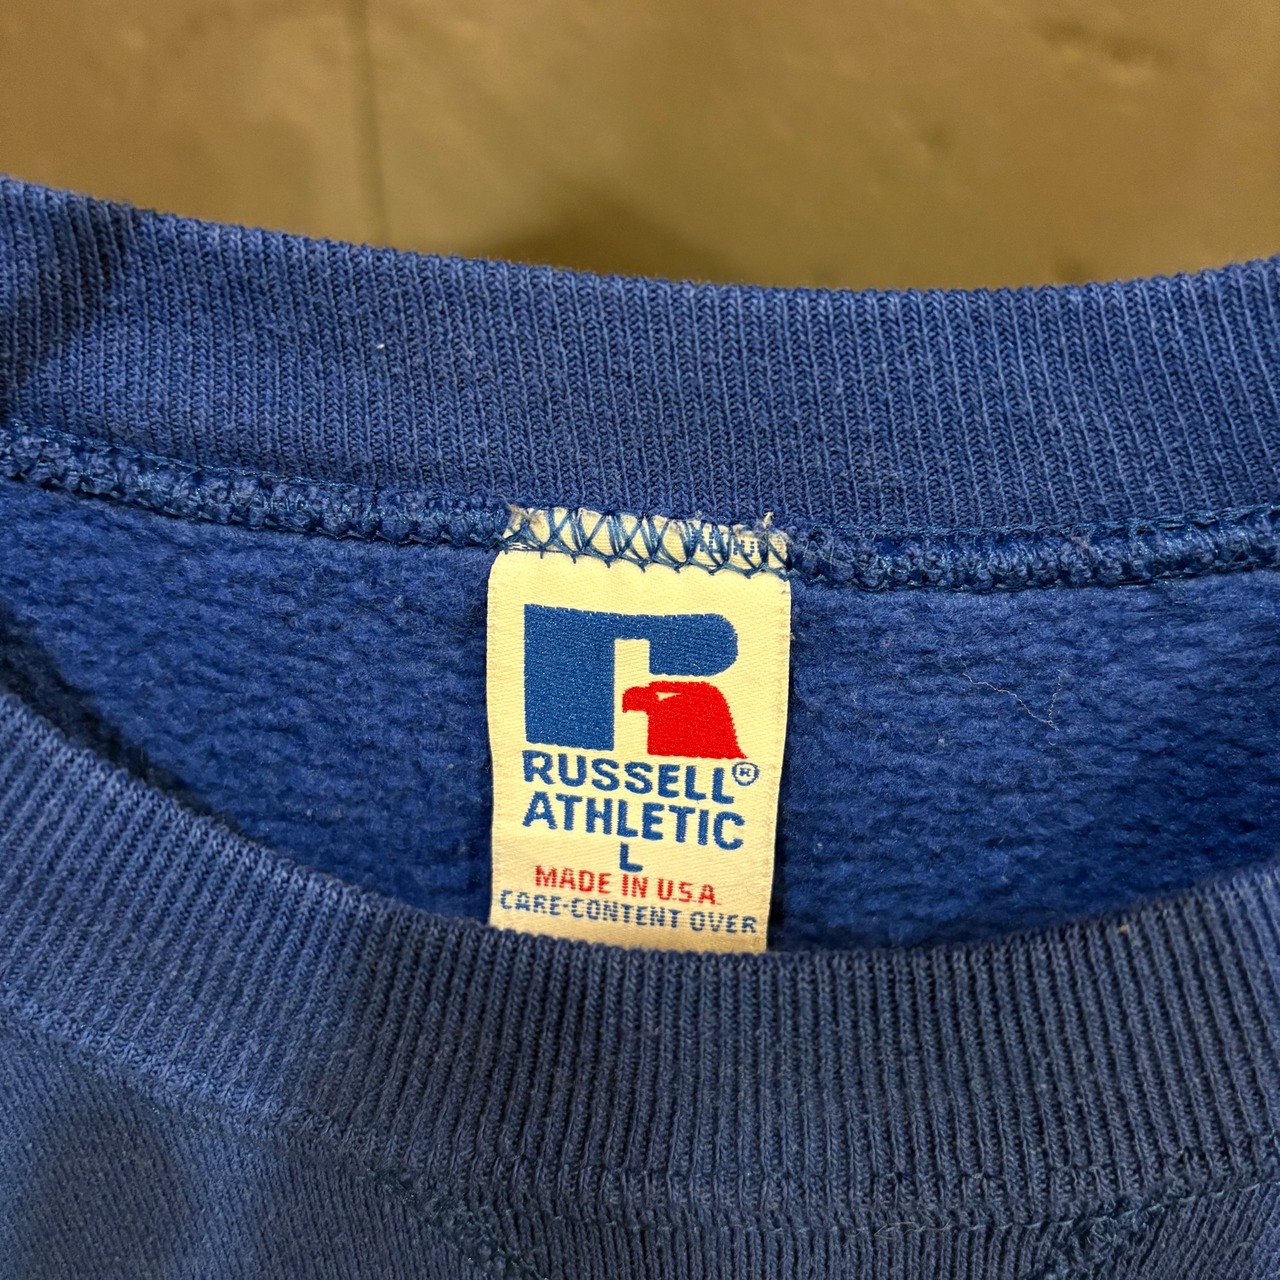 R
RUSSELL®
ATHLETIC
L
MADE IN U.S.A.
CARE-CONTENT OVER